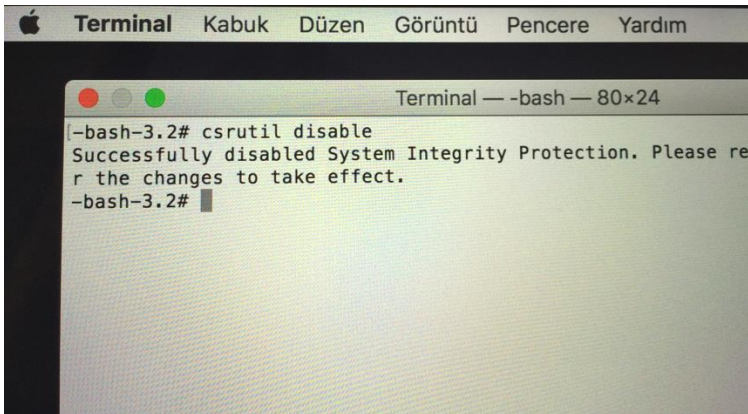 Terminal Kabuk Düzen Görüntü Pencere Yardım
Terminal — -bash — 80×24
[-bash-3.2# csrutil disable
Successfully disabled System Integrity Protection. Please re
r the changes to take effect.
-bash-3.2#